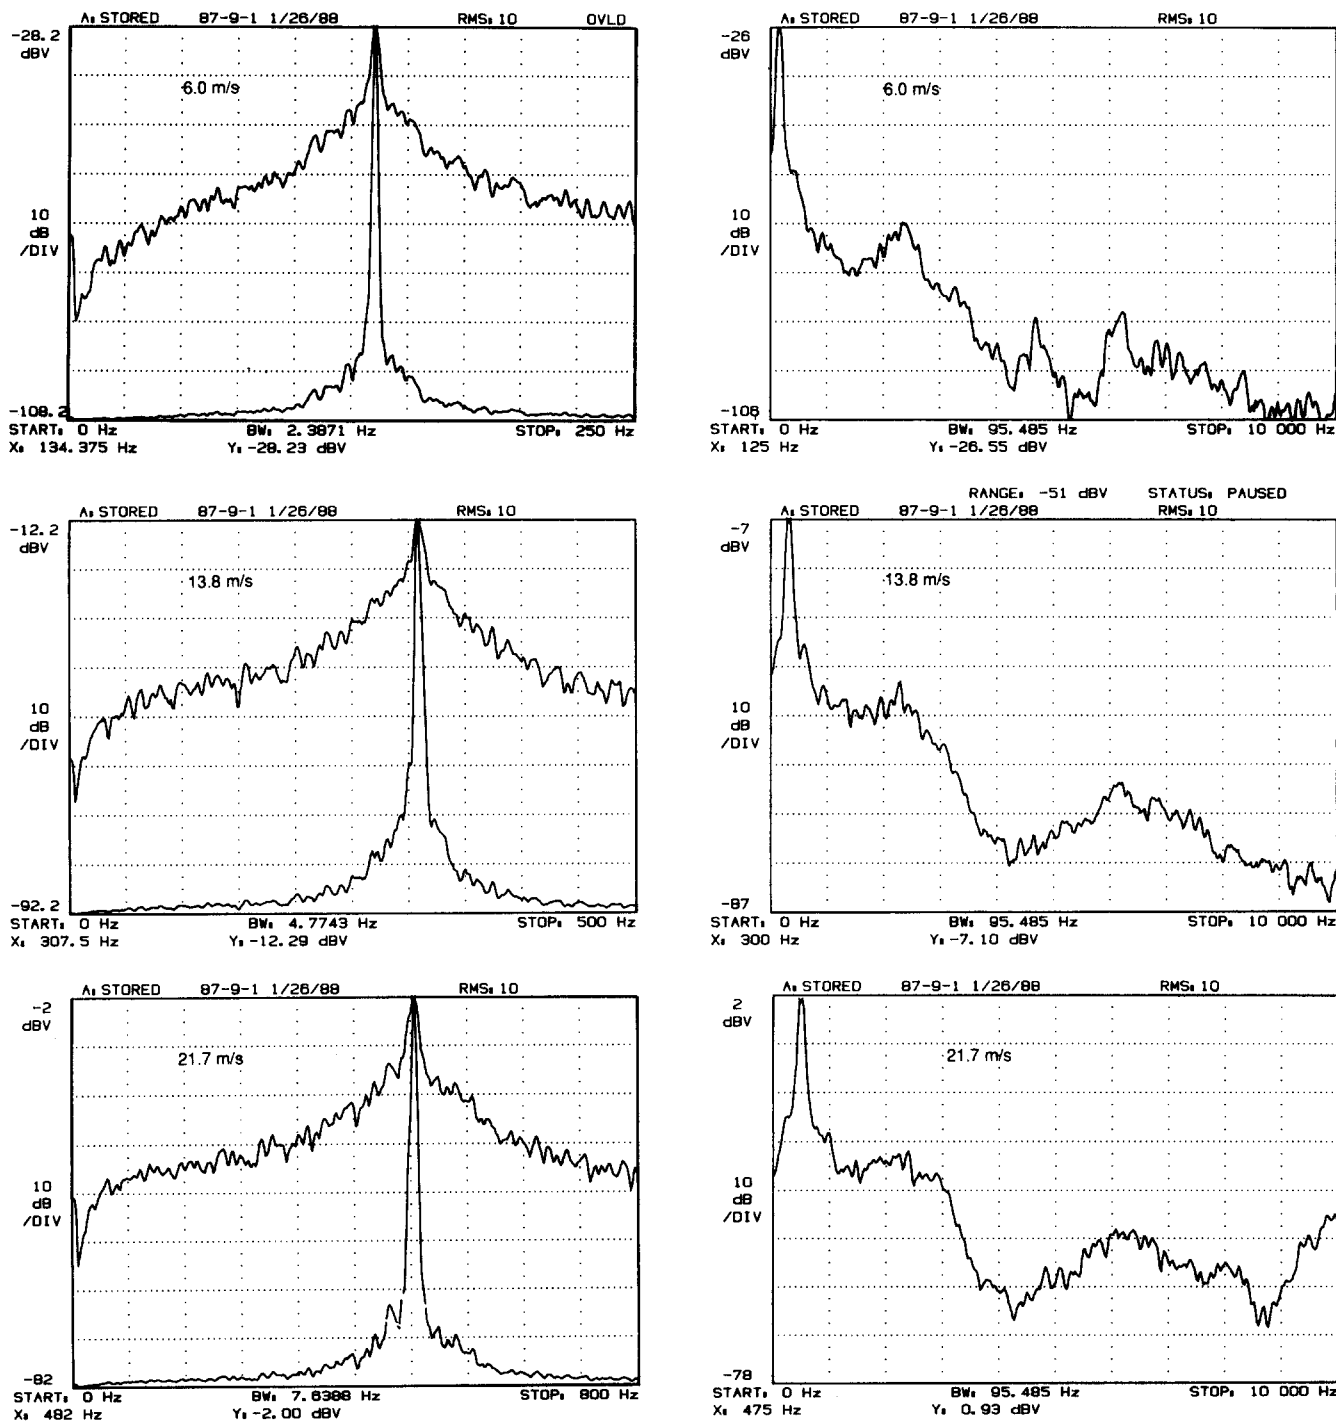 A: STORED 87-9-1 1/26/88 RMS: 10 OVLD
-28.2
dBV
6.0 m/s
10
dB
/DIV
-108.2
START: 0 Hz BW: 2.3871 Hz STOP: 250 Hz
X: 134.375 Hz Y: -28.23 dBV
A: STORED 87-9-1 1/26/88 RMS: 10
-26
dBV
6.0 m/s
10
dB
/DIV
-106
START: 0 Hz BW: 95.485 Hz STOP: 10 000 Hz
X: 125 Hz Y: -26.55 dBV
A: STORED 87-9-1 1/26/88 RMS: 10
-12.2
dBV
13.8 m/s
10
dB
/DIV
-92.2
START: 0 Hz BW: 4.7743 Hz STOP: 500 Hz
X: 307.5 Hz Y: -12.29 dBV
RANGE: -51 dBV STATUS: PAUSED
A: STORED 87-9-1 1/26/88 RMS: 10
-7
dBV
13.8 m/s
10
dB
/DIV
-87
START: 0 Hz BW: 95.485 Hz STOP: 10 000 Hz
X: 300 Hz Y: -7.10 dBV
A: STORED 87-9-1 1/26/88 RMS: 10
-2
dBV
21.7 m/s
10
dB
/DIV
-82
START: 0 Hz BW: 7.6388 Hz STOP: 800 Hz
X: 482 Hz Y: -2.00 dBV
A: STORED 87-9-1 1/26/88 RMS: 10
2
dBV
21.7 m/s
10
dB
/DIV
-78
START: 0 Hz BW: 95.485 Hz STOP: 10 000 Hz
X: 475 Hz Y: 0.93 dBV